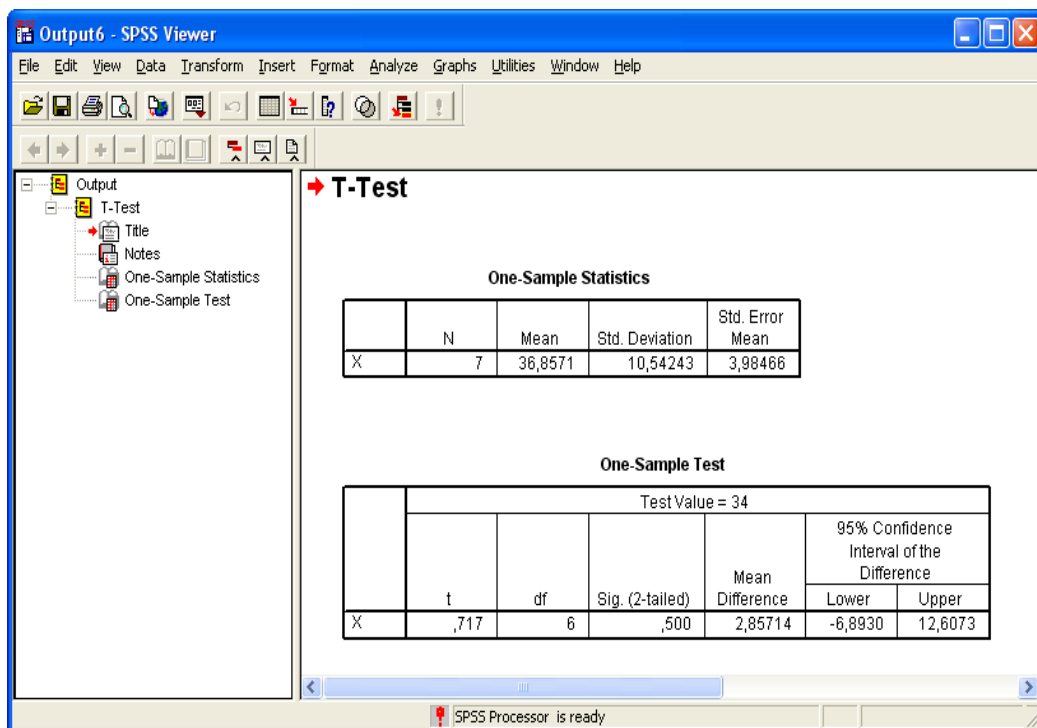 Output6 - SPSS Viewer
File Edit View Data Transform Insert Format Analyze Graphs Utilities Window Help
Output
T-Test
Title
Notes
One-Sample Statistics
One-Sample Test
T-Test
One-Sample Statistics
N Mean Std. Deviation Std. Error Mean
X 7 36,8571 10,54243 3,98466
One-Sample Test
Test Value = 34
t df Sig. (2-tailed) Mean Difference 95% Confidence Interval of the Difference
Lower Upper
X ,717 6 ,500 2,85714 -6,8930 12,6073
SPSS Processor is ready